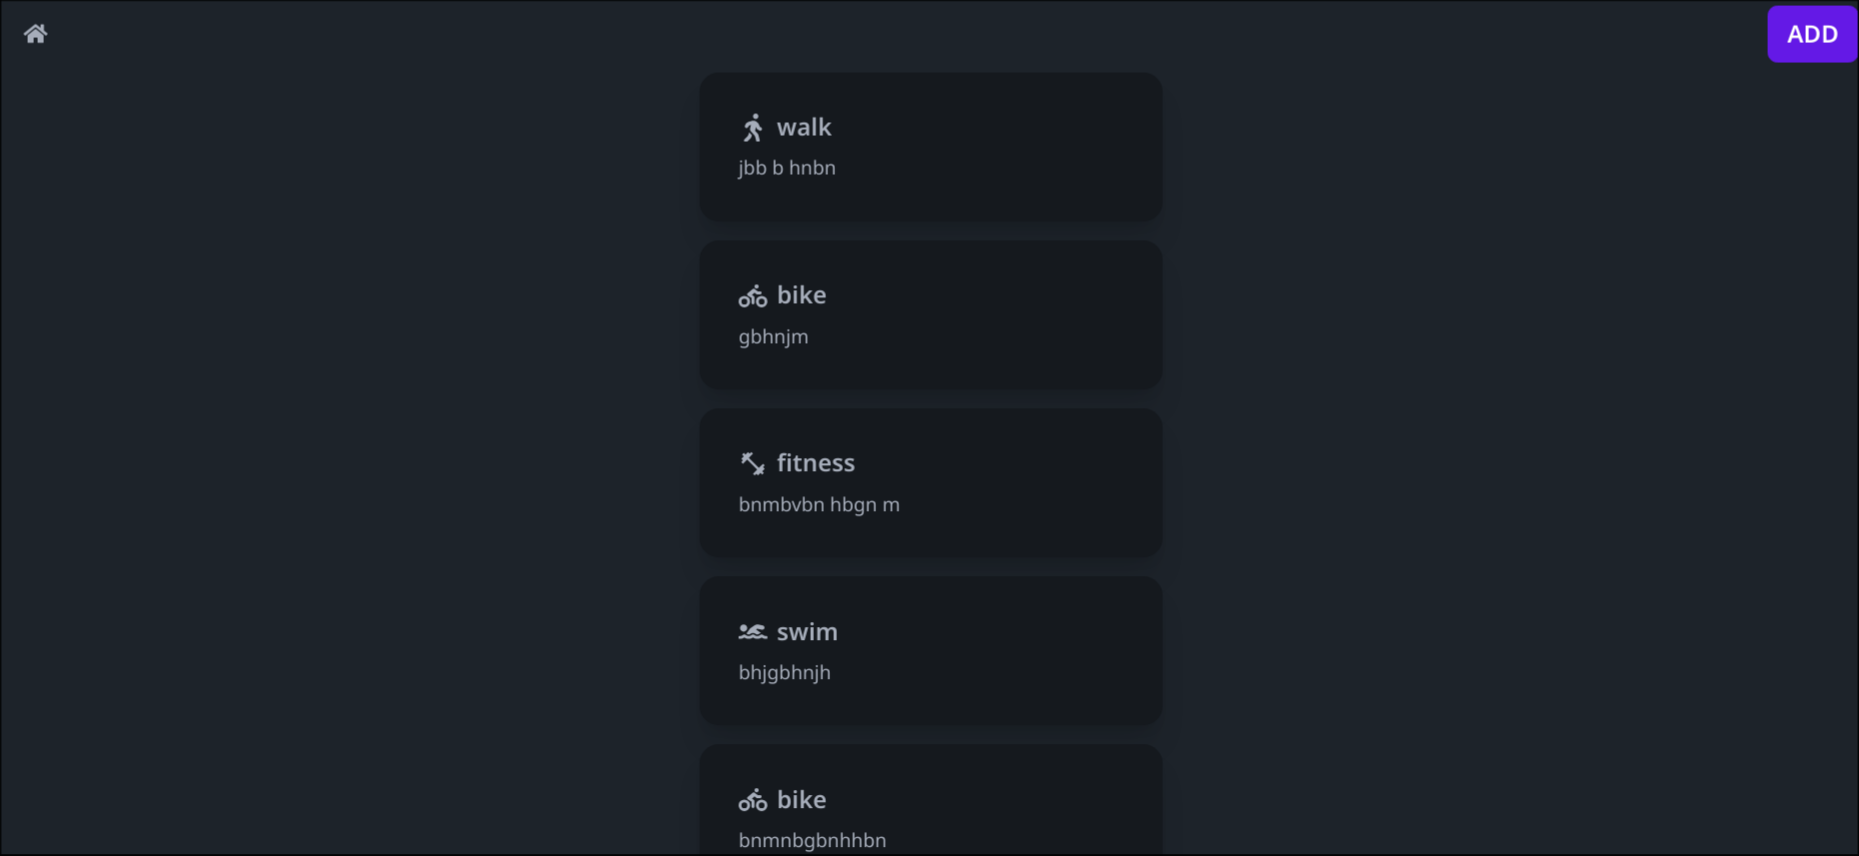 ADD
walk
jbb b hnbn
bike
gbhnjm
fitness
bnmbvbn hbgn m
swim
bhjgbhnjh
bike
bnmnbgbnhhbn